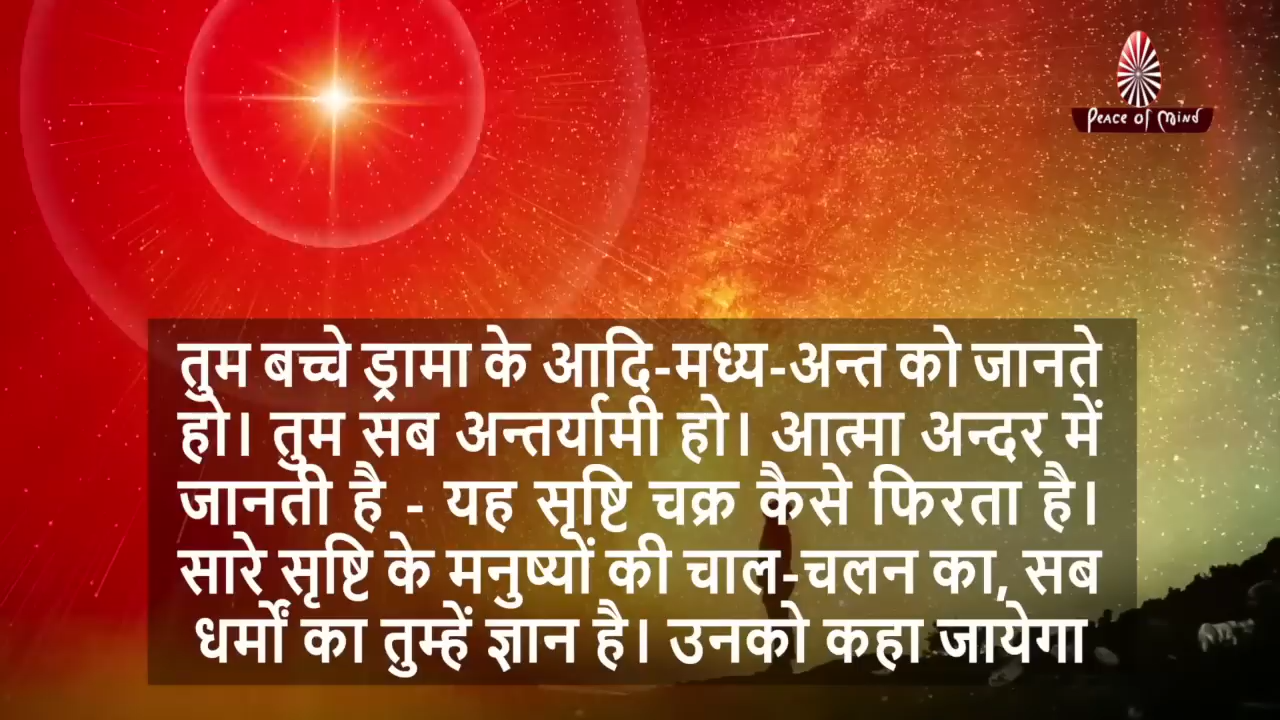 Peace of Mind
तुम बच्चे ड्रामा के आदि-मध्य-अन्त को जानते
हो। तुम सब अन्तर्यामी हो। आत्मा अन्दर में
जानती है - यह सृष्टि चक्र कैसे फिरता है।
सारे सृष्टि के मनुष्यों की चाल-चलन का, सब
धर्मों का तुम्हें ज्ञान है। उनको कहा जायेगा